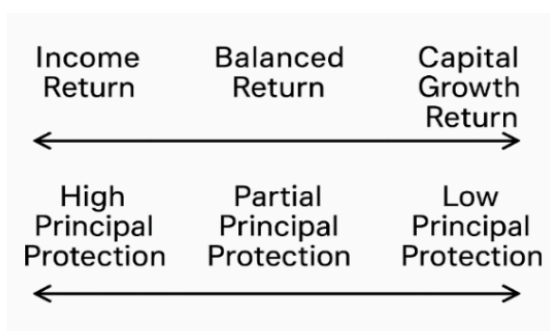 Income
Return
Balanced
Return
Capital
Growth
Return
High
Principal
Protection
Partial
Principal
Protection
Low
Principal
Protection